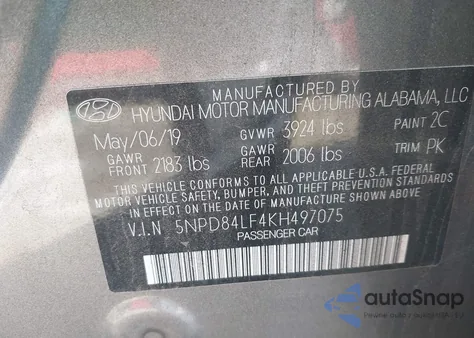 MANUFACTURED BY
HYUNDAI MOTOR MANUFACTURING ALABAMA, LLC
May/06/19 GVWR 3924 lbs PAINT 2C
GAWR FRONT 2183 lbs GAWR REAR 2006 lbs TRIM PK
THIS VEHICLE CONFORMS TO ALL APPLICABLE U.S.A FEDERAL
MOTOR VEHICLE SAFETY, BUMPER, AND THEFT PREVENTION STANDARDS
IN EFFECT ON THE DATE OF MANUFACTURE SHOWN ABOVE.
V.I.N 5NPD84LF4KH497075
PASSENGER CAR
autoSnap